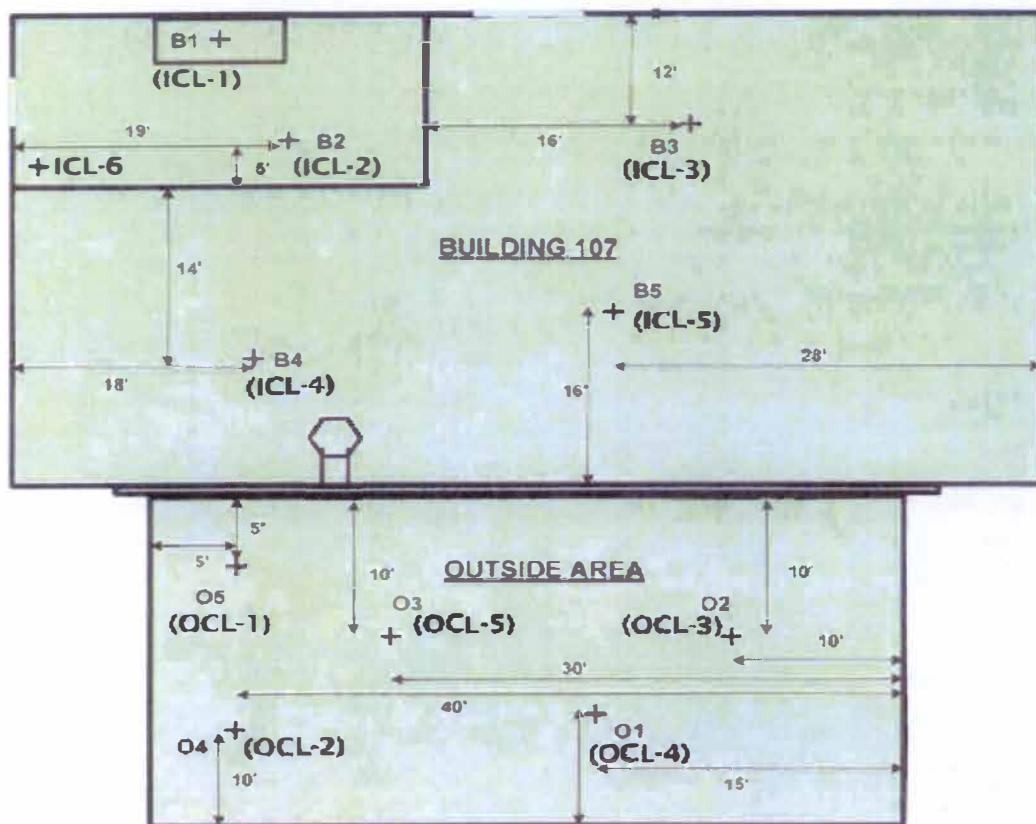 B1
(ICL-1)
12'
19'
B2
(ICL-2)
16'
B3
(ICL-3)
ICL-6
BUILDING 107
14'
B5
(ICL-5)
28'
B4
(ICL-4)
18'
16'
5'
5'
10'
OUTSIDE AREA
10'
O5
(OCL-1)
O3
(OCL-5)
O2
(OCL-3)
10'
30'
40'
O4
(OCL-2)
O1
(OCL-4)
10'
15'